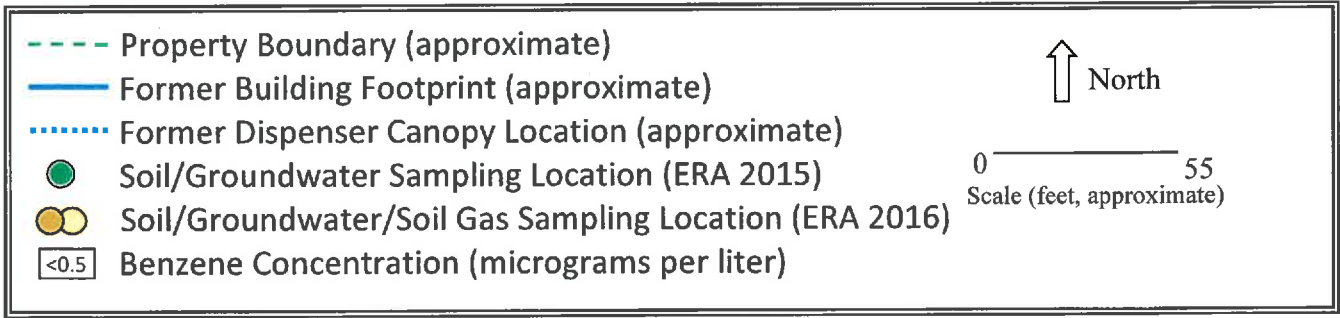 Property Boundary (approximate)
Former Building Footprint (approximate)
Former Dispenser Canopy Location (approximate)
Soil/Groundwater Sampling Location (ERA 2015)
Soil/Groundwater/Soil Gas Sampling Location (ERA 2016)
<0.5 Benzene Concentration (micrograms per liter)
North
0 55
Scale (feet, approximate)